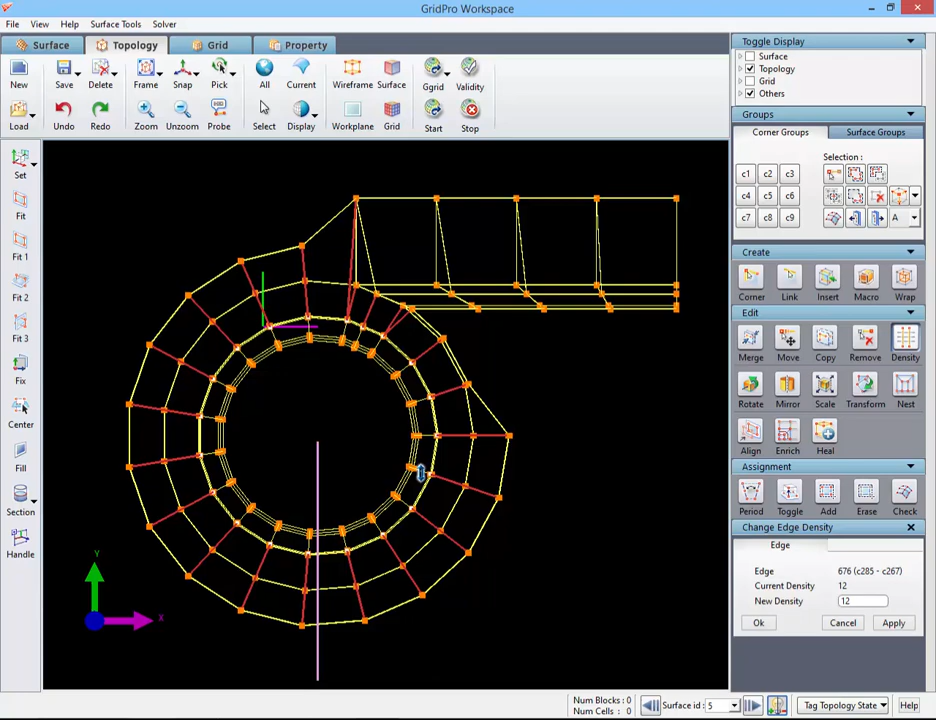 GridPro Workspace
File View Help Surface Tools Solver
Surface Topology Grid Property
New Save Delete Frame Snap Pick All Current Wireframe Surface Ggrid Validity
Load Undo Redo Zoom Unzoom Probe Select Display Workplane Grid Start Stop
Set
Fit
Fit 1
Fit 2
Fit 3
Fix
Center
Fill
Section
Handle
Y
X
Toggle Display
Surface
Topology
Grid
Others
Groups
Corner Groups Surface Groups
Selection :
c1 c2 c3
c4 c5 c6
c7 c8 c9 A
Create
Corner Link Insert Macro Wrap
Edit
Merge Move Copy Remove Density
Rotate Mirror Scale Transform Nest
Align Enrich Heal
Assignment
Period Toggle Add Erase Check
Change Edge Density
Edge
Edge 676 (c285 - c267)
Current Density 12
New Density 12
Ok Cancel Apply
Num Blocks: 0
Num Cells : 0
Surface id : 5
Tag Topology State
Help